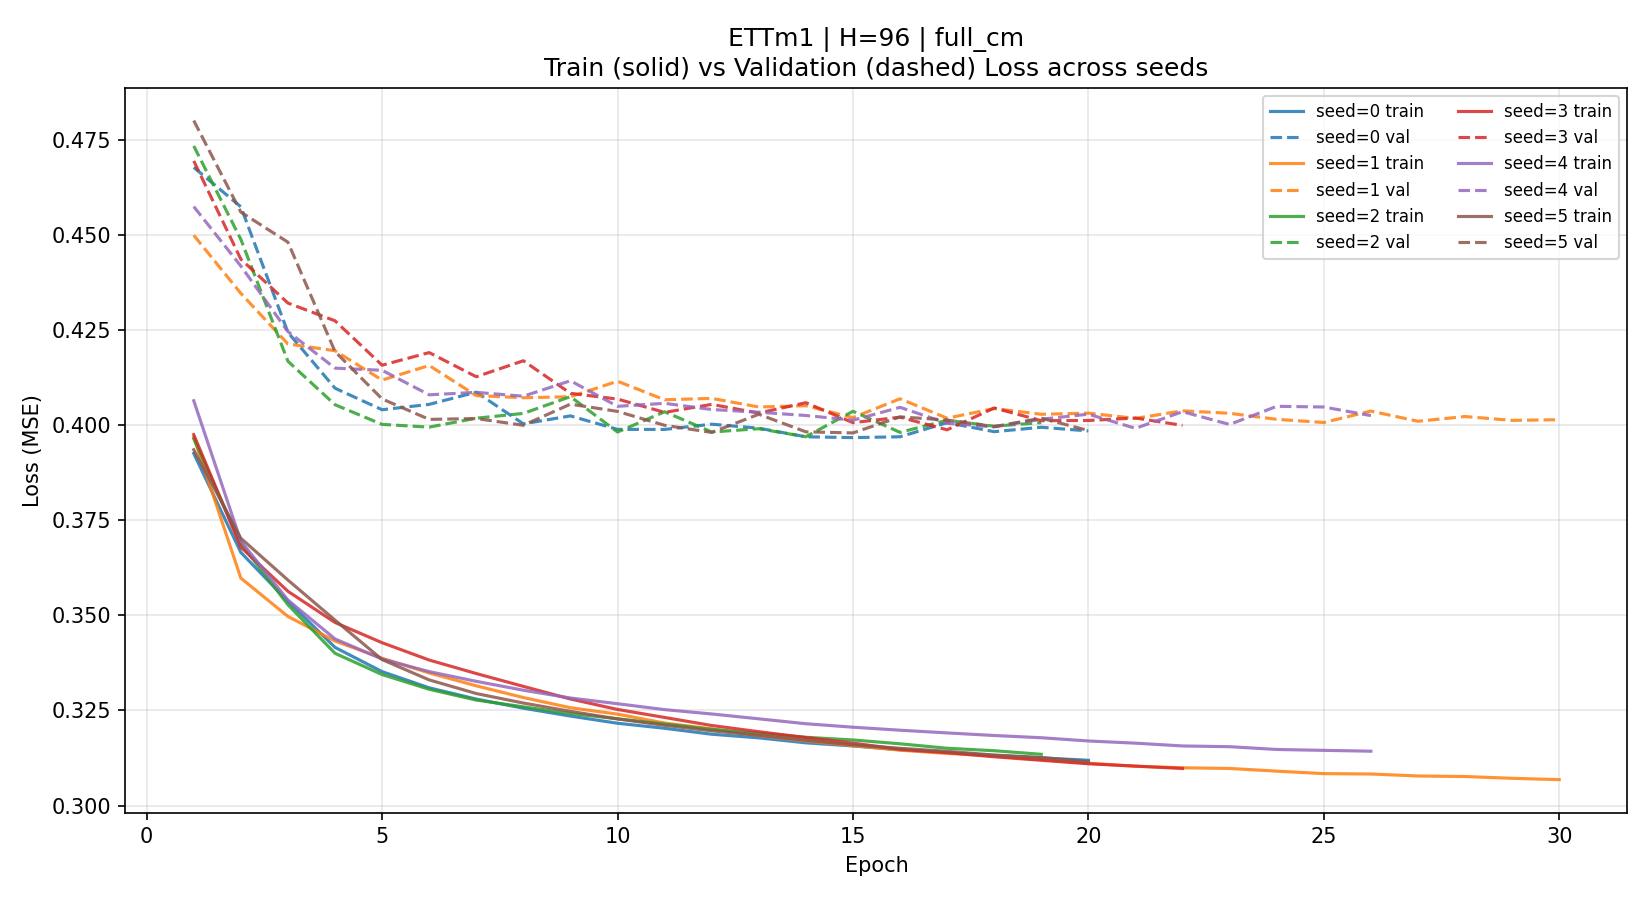 ETTm1 | H=96 | full_cm
Train (solid) vs Validation (dashed) Loss across seeds
Loss (MSE)
0.475
0.450
0.425
0.400
0.375
0.350
0.325
0.300
seed=0 train
seed=0 val
seed=1 train
seed=1 val
seed=2 train
seed=2 val
seed=3 train
seed=3 val
seed=4 train
seed=4 val
seed=5 train
seed=5 val
0 5 10 15 20 25 30
Epoch